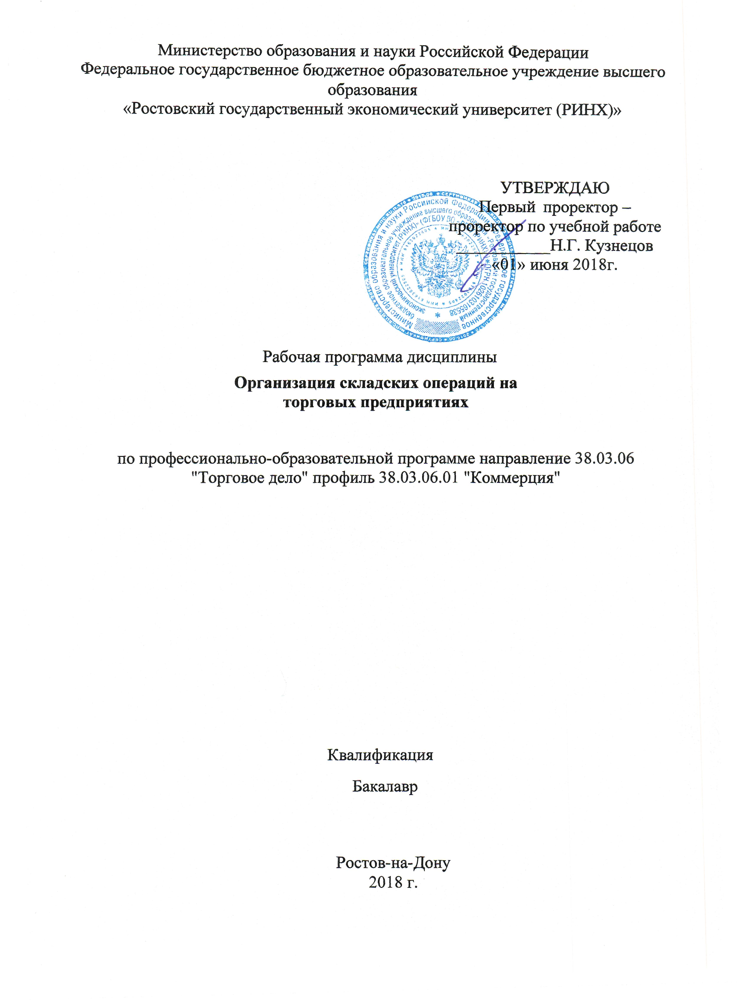 Министерство образования и науки Российской Федерации
Федеральное государственное бюджетное образовательное учреждение высшего
образования
«Ростовский государственный экономический университет (РИНХ)»
УТВЕРЖДАЮ
Первый проректор –
проректор по учебной работе
___________Н.Г. Кузнецов
«01» июня 2018г.
Министерство образования и науки Российской Федерации Федеральное государственное
бюджетное образовательное учреждение высшего образования «Ростовский государственный
экономический университет (РИНХ)» (ФГБОУ ВО «РГЭУ (РИНХ)») * ОГРН 1026103165538
*
ИНН 6163022805
Рабочая программа дисциплины
Организация складских операций на
торговых предприятиях
по профессионально-образовательной программе направление 38.03.06
"Торговое дело" профиль 38.03.06.01 "Коммерция"
Квалификация
Бакалавр
Ростов-на-Дону
2018 г.